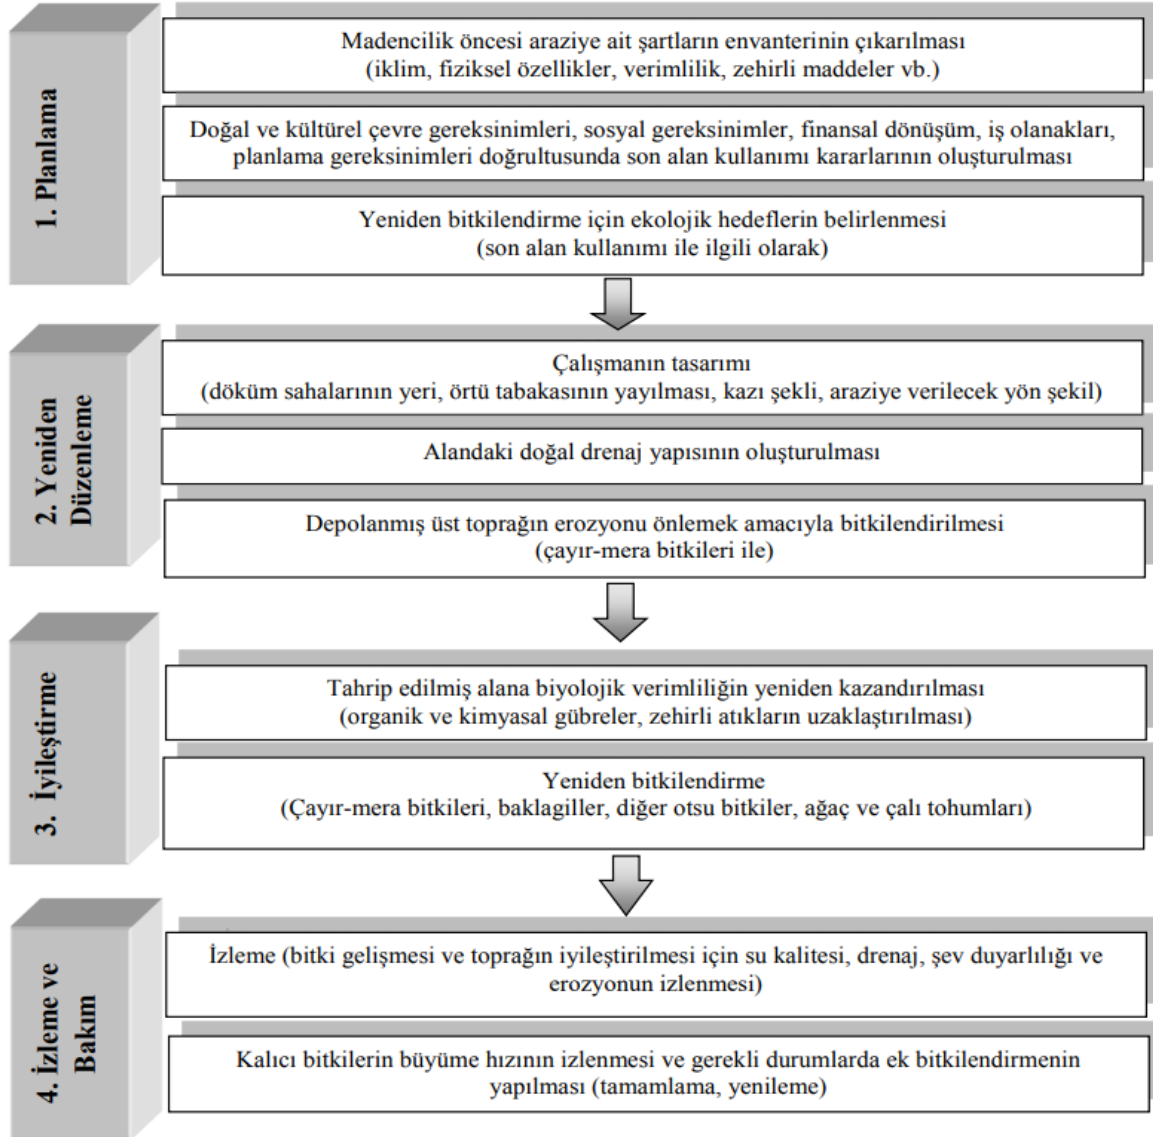 1. Planlama
Madencilik öncesi araziye ait şartların envanterinin çıkarılması
(iklim, fiziksel özellikler, verimlilik, zehirli maddeler vb.)
Doğal ve kültürel çevre gereksinimleri, sosyal gereksinimler, finansal dönüşüm, iş olanakları,
planlama gereksinimleri doğrultusunda son alan kullanımı kararlarının oluşturulması
Yeniden bitkilendirme için ekolojik hedeflerin belirlenmesi
(son alan kullanımı ile ilgili olarak)
2. Yeniden
Düzenleme
Çalışmanın tasarımı
(döküm sahalarının yeri, örtü tabakasının yayılması, kazı şekli, araziye verilecek yön şekil)
Alandaki doğal drenaj yapısının oluşturulması
Depolanmış üst toprağın erozyonu önlemek amacıyla bitkilendirilmesi
(çayır-mera bitkileri ile)
3. İyileştirme
Tahrip edilmiş alana biyolojik verimliliğin yeniden kazandırılması
(organik ve kimyasal gübreler, zehirli atıkların uzaklaştırılması)
Yeniden bitkilendirme
(Çayır-mera bitkileri, baklagiller, diğer otsu bitkiler, ağaç ve çalı tohumları)
4. İzleme ve
Bakım
İzleme (bitki gelişmesi ve toprağın iyileştirilmesi için su kalitesi, drenaj, şev duyarlılığı ve
erozyonun izlenmesi)
Kalıcı bitkilerin büyüme hızının izlenmesi ve gerekli durumlarda ek bitkilendirmenin
yapılması (tamamlama, yenileme)